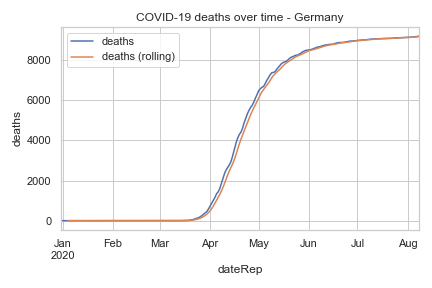 COVID-19 deaths over time - Germany
deaths
deaths (rolling)
deaths
8000
6000
4000
2000
0
Jan Feb Mar Apr May Jun Jul Aug
2020
dateRep